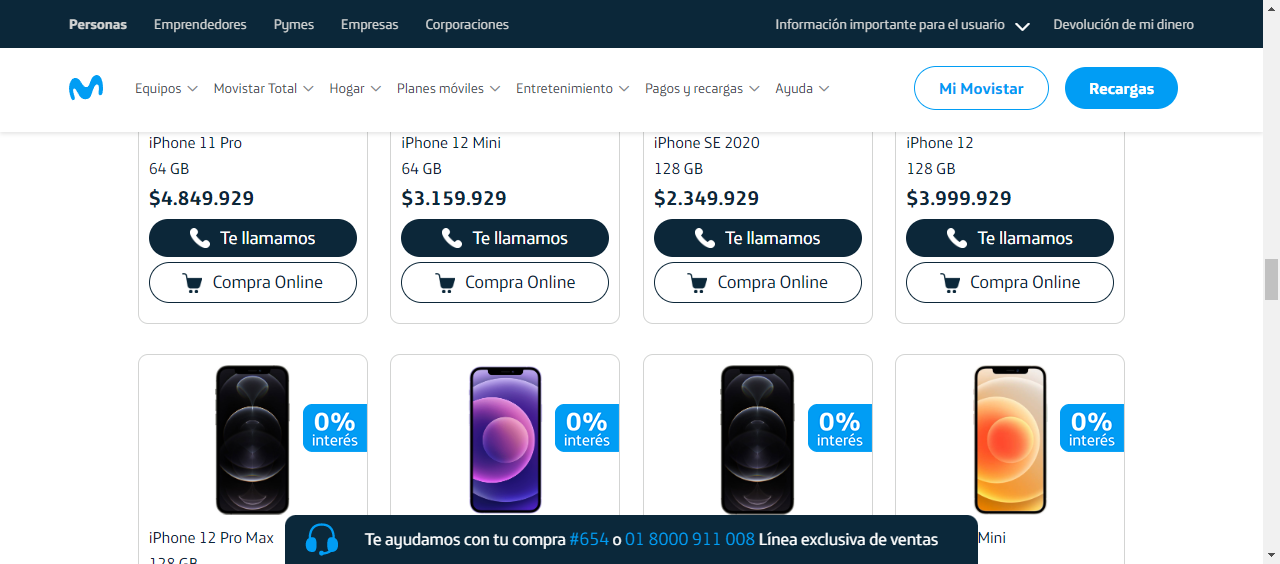 Personas Emprendedores Pymes Empresas Corporaciones Información importante para el usuario Devolución de mi dinero
Equipos Movistar Total Hogar Planes móviles Entretenimiento Pagos y recargas Ayuda Mi Movistar Recargas
iPhone 11 Pro
64 GB
$4.849.929
Te llamamos
Compra Online
iPhone 12 Mini
64 GB
$3.159.929
Te llamamos
Compra Online
iPhone SE 2020
128 GB
$2.349.929
Te llamamos
Compra Online
iPhone 12
128 GB
$3.999.929
Te llamamos
Compra Online
0%
interés
iPhone 12 Pro Max
128 GB
0%
interés
0%
interés
0%
interés
Mini
Te ayudamos con tu compra #654 o 01 8000 911 008 Línea exclusiva de ventas